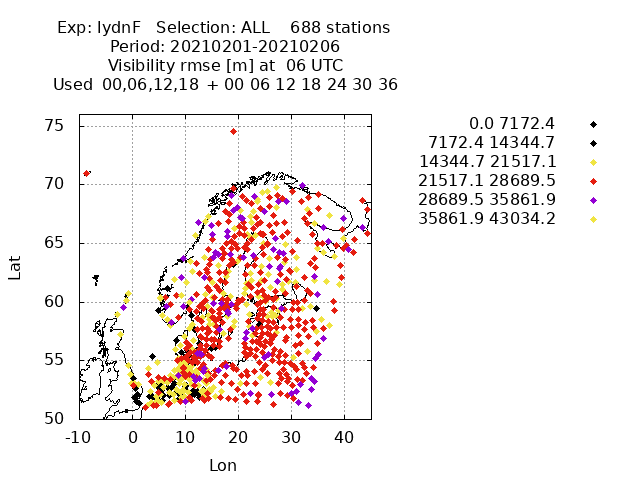 Exp: IydnF Selection: ALL 688 stations
Period: 20210201-20210206
Visibility rmse [m] at 06 UTC
Used 00,06,12,18 + 00 06 12 18 24 30 36
0.0 7172.4
7172.4 14344.7
14344.7 21517.1
21517.1 28689.5
28689.5 35861.9
35861.9 43034.2
75
70
65
60
55
50
Lat
-10 0 10 20 30 40
Lon